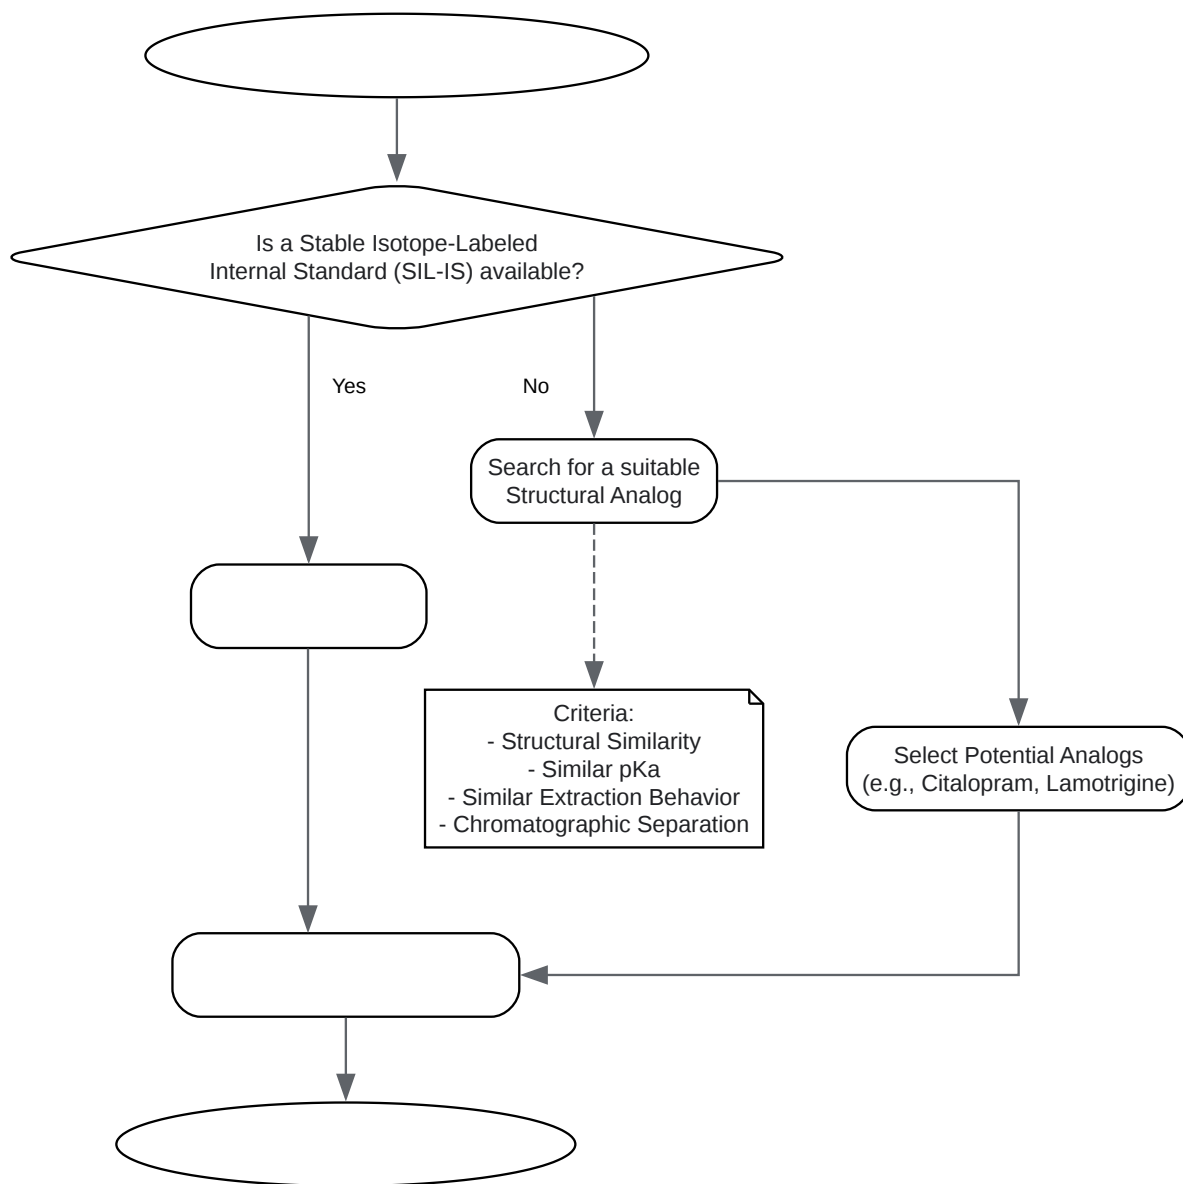 Is a Stable Isotope-Labeled
Internal Standard (SIL-IS) available?
Yes
No
Search for a suitable
Structural Analog
Criteria:
- Structural Similarity
- Similar pKa
- Similar Extraction Behavior
- Chromatographic Separation
Select Potential Analogs
(e.g., Citalopram, Lamotrigine)